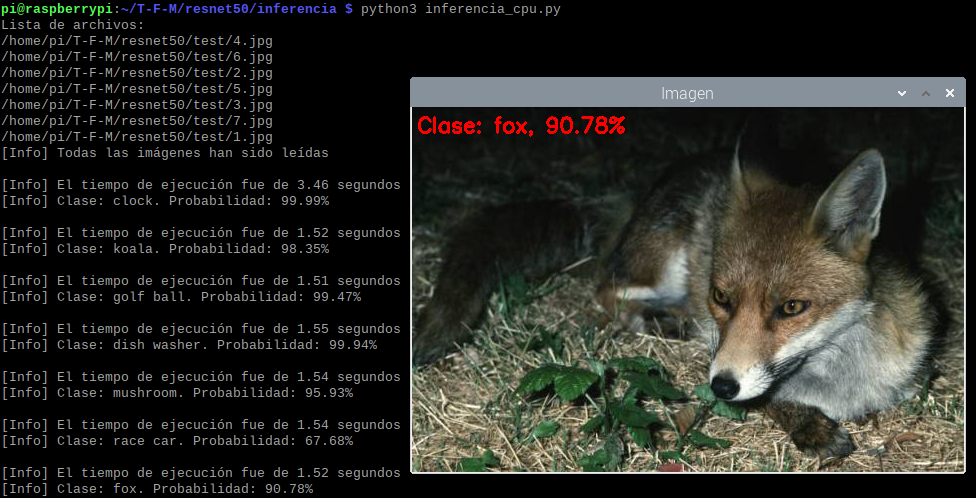 pi@raspberrypi:~/T-F-M/resnet50/inferencia $ python3 inferencia_cpu.py
Lista de archivos:
/home/pi/T-F-M/resnet50/test/4.jpg
/home/pi/T-F-M/resnet50/test/6.jpg
/home/pi/T-F-M/resnet50/test/2.jpg
/home/pi/T-F-M/resnet50/test/5.jpg
/home/pi/T-F-M/resnet50/test/3.jpg
/home/pi/T-F-M/resnet50/test/7.jpg
/home/pi/T-F-M/resnet50/test/1.jpg
[Info] Todas las imágenes han sido leídas
[Info] El tiempo de ejecución fue de 3.46 segundos
[Info] Clase: clock. Probabilidad: 99.99%
[Info] El tiempo de ejecución fue de 1.52 segundos
[Info] Clase: koala. Probabilidad: 98.35%
[Info] El tiempo de ejecución fue de 1.51 segundos
[Info] Clase: golf ball. Probabilidad: 99.47%
[Info] El tiempo de ejecución fue de 1.55 segundos
[Info] Clase: dish washer. Probabilidad: 99.94%
[Info] El tiempo de ejecución fue de 1.54 segundos
[Info] Clase: mushroom. Probabilidad: 95.93%
[Info] El tiempo de ejecución fue de 1.54 segundos
[Info] Clase: race car. Probabilidad: 67.68%
[Info] El tiempo de ejecución fue de 1.52 segundos
[Info] Clase: fox. Probabilidad: 90.78%
Imagen
Clase: fox, 90.78%